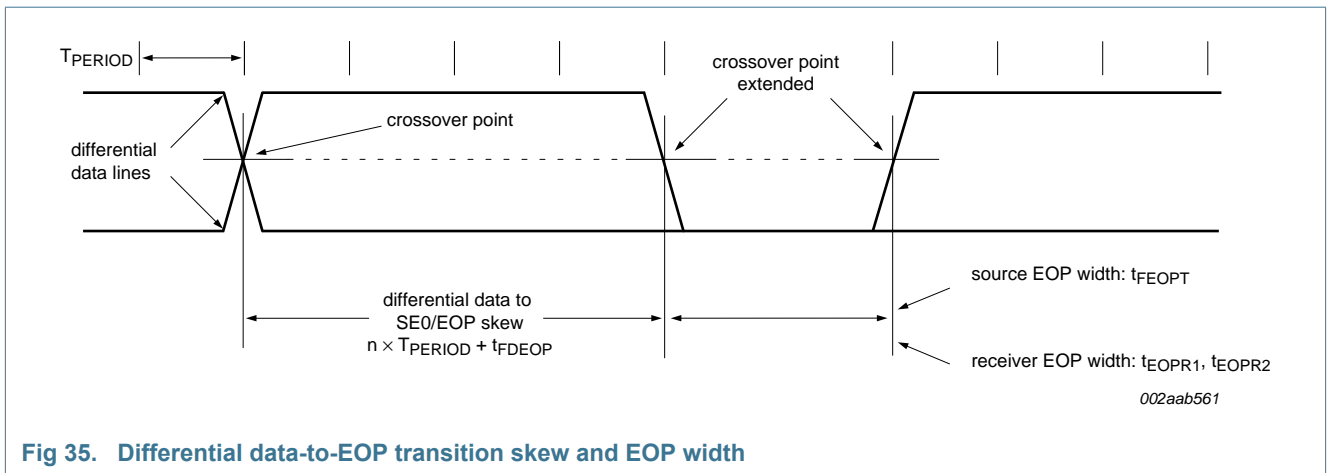 TPERIOD
crossover point
extended
crossover point
differential
data lines
differential data to
SE0/EOP skew
n × TPERIOD + tFDEOP
source EOP width: tFEOPT
receiver EOP width: tEOPR1, tEOPR2
002aab561
Fig 35. Differential data-to-EOP transition skew and EOP width